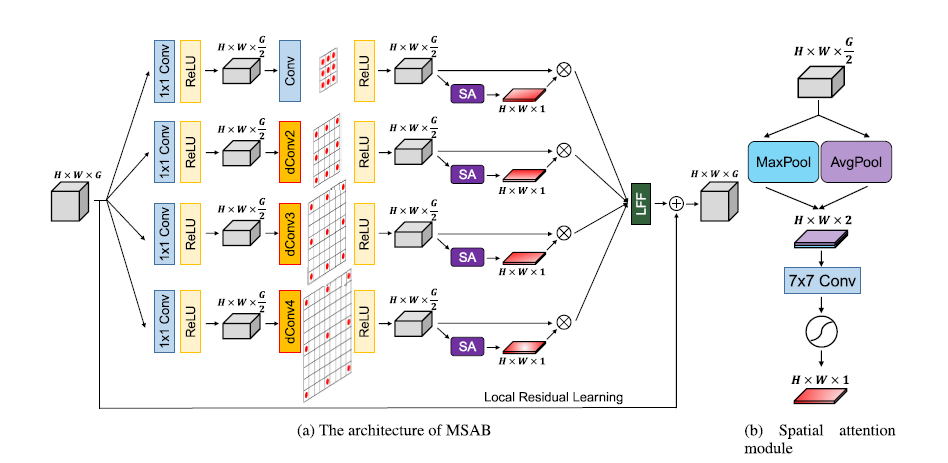 H × W × G
1x1 Conv
ReLU
H × W × G/2
Conv
ReLU
H × W × G/2
SA
H × W × 1
⊗
1x1 Conv
ReLU
H × W × G/2
dConv2
ReLU
H × W × G/2
SA
H × W × 1
⊗
1x1 Conv
ReLU
H × W × G/2
dConv3
ReLU
H × W × G/2
SA
H × W × 1
⊗
1x1 Conv
ReLU
H × W × G/2
dConv4
ReLU
H × W × G/2
SA
H × W × 1
⊗
LFF
⊕
H × W × G
Local Residual Learning
(a) The architecture of MSAB
H × W × G/2
MaxPool
AvgPool
H × W × 2
7x7 Conv
H × W × 1
(b) Spatial attention
module